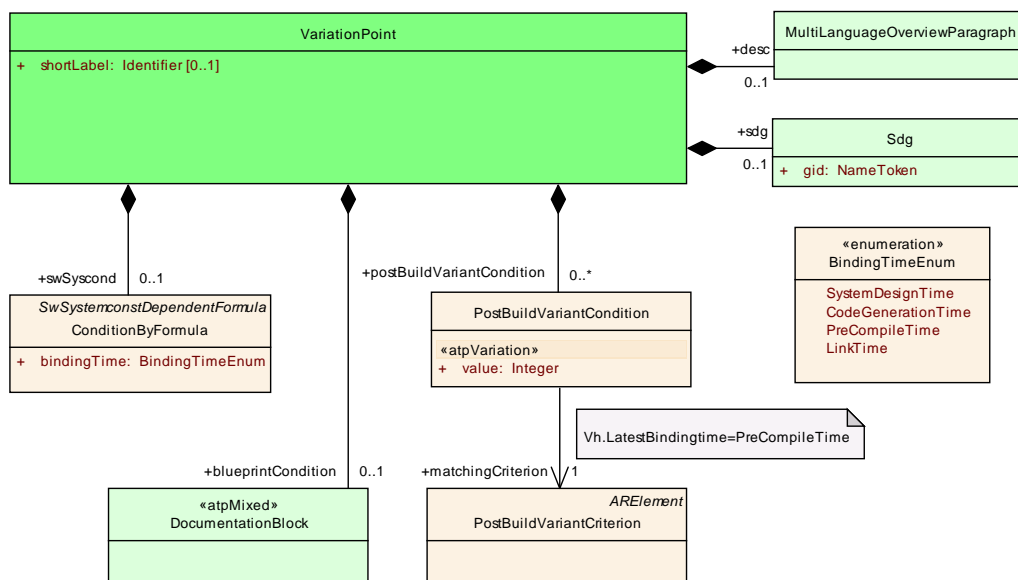 VariationPoint
+ shortLabel: Identifier [0..1]
MultiLanguageOverviewParagraph
+desc
0..1
+sdg
0..1
Sdg
+ gid: NameToken
«enumeration»
BindingTimeEnum
SystemDesignTime
CodeGenerationTime
PreCompileTime
LinkTime
+swSyscond
0..1
+postBuildVariantCondition
0..*
SwSystemconstDependentFormula
ConditionByFormula
+ bindingTime: BindingTimeEnum
PostBuildVariantCondition
«atpVariation»
+ value: Integer
Vh.LatestBindingtime=PreCompileTime
+blueprintCondition
0..1
+matchingCriterion
1
«atpMixed»
DocumentationBlock
ARElement
PostBuildVariantCriterion